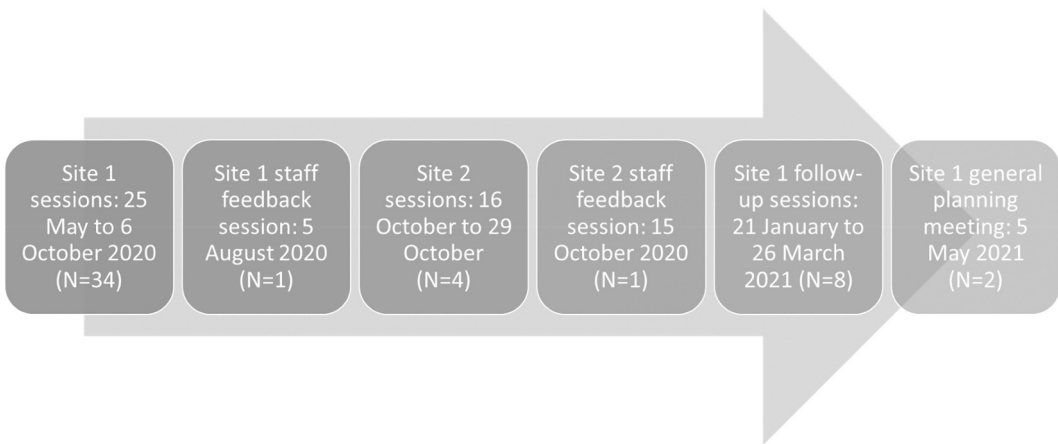 Site 1
sessions: 25
May to 6
October 2020
(N=34)
Site 1 staff
feedback
session: 5
August 2020
(N=1)
Site 2
sessions: 16
October to 29
October
(N=4)
Site 2 staff
feedback
session: 15
October 2020
(N=1)
Site 1 follow-
up sessions:
21 January to
26 March
2021 (N=8)
Site 1 general
planning
meeting: 5
May 2021
(N=2)